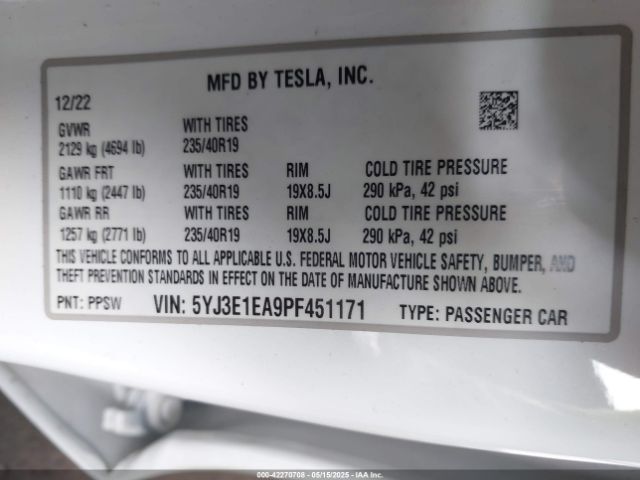 MFD BY TESLA, INC.
12/22
GVWR WITH TIRES
2129 kg (4694 lb) 235/40R19
GAWR FRT WITH TIRES RIM COLD TIRE PRESSURE
1110 kg (2447 lb) 235/40R19 19X8.5J 290 kPa, 42 psi
GAWR RR WITH TIRES RIM COLD TIRE PRESSURE
1257 kg (2771 lb) 235/40R19 19X8.5J 290 kPa, 42 psi
THIS VEHICLE CONFORMS TO ALL APPLICABLE U.S. FEDERAL MOTOR VEHICLE SAFETY, BUMPER, AND
THEFT PREVENTION STANDARDS IN EFFECT ON THE DATE OF MANUFACTURE SHOWN ABOVE.
PNT: PPSW VIN: 5YJ3E1EA9PF451171 TYPE: PASSENGER CAR
000-42270708 - 05/15/2025 - IAA Inc.